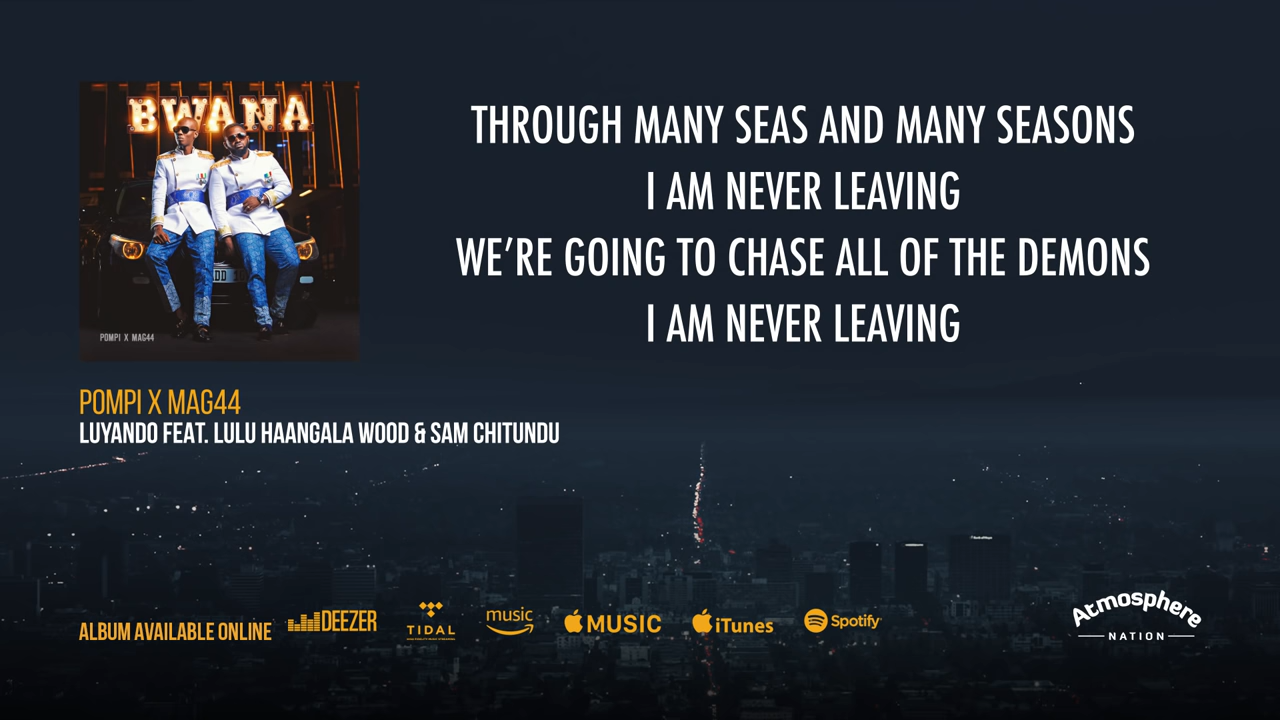 BWANA
POMPI X MAG44
THROUGH MANY SEAS AND MANY SEASONS
I AM NEVER LEAVING
WE'RE GOING TO CHASE ALL OF THE DEMONS
I AM NEVER LEAVING
POMPI X MAG44
LUYANDO FEAT. LULU HAANGALA WOOD & SAM CHITUNDU
ALBUM AVAILABLE ONLINE
DEEZER
TIDAL
music
MUSIC
iTunes
Spotify
Atmosphere
NATION